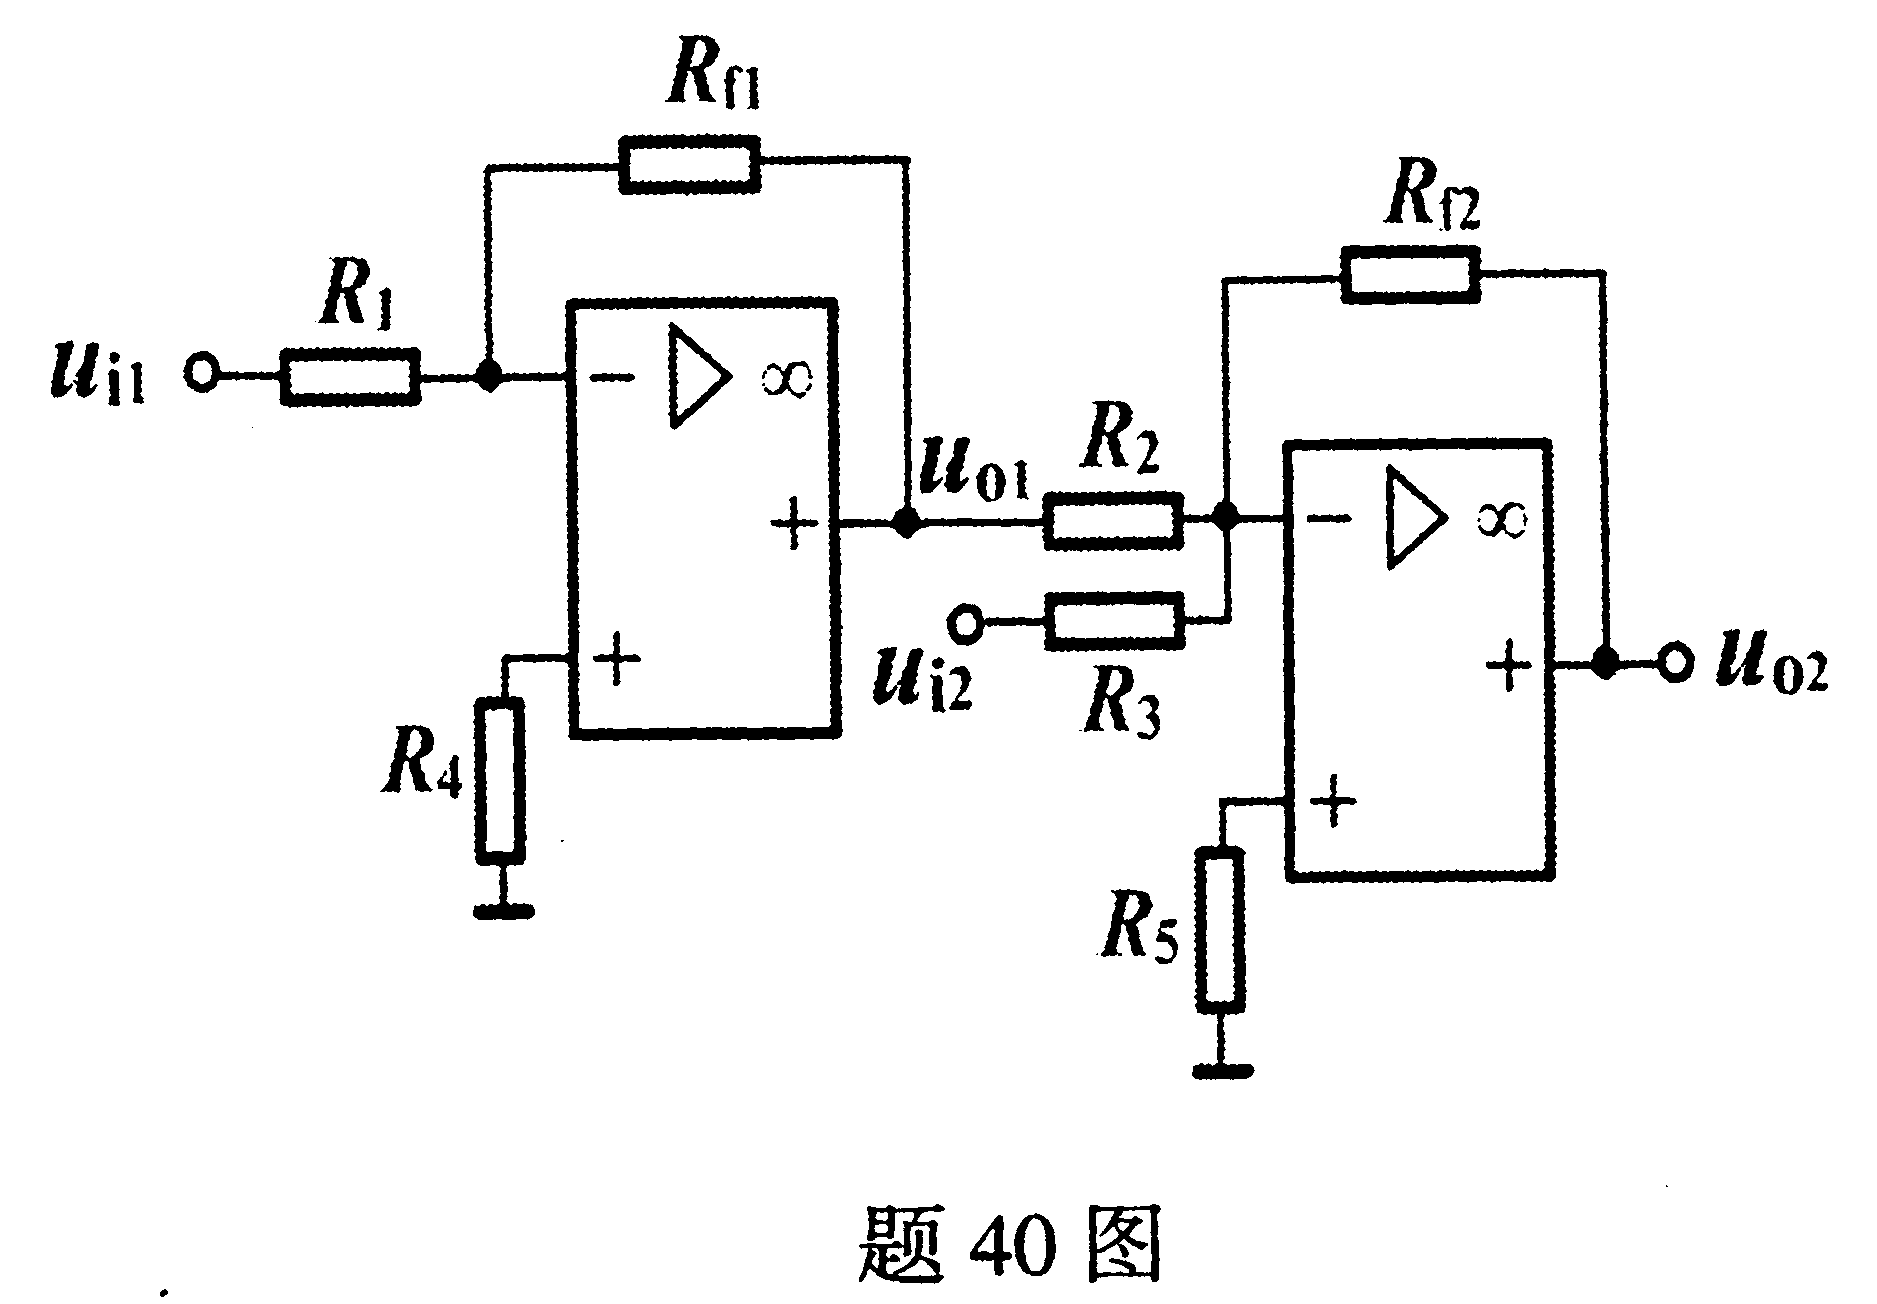 Rf1
Rf2
R1
ui1
− ▷ ∞
uo1
R2
− ▷ ∞
+
+
ui2
R3
+
uo2
R4
+
R5
题 40 图